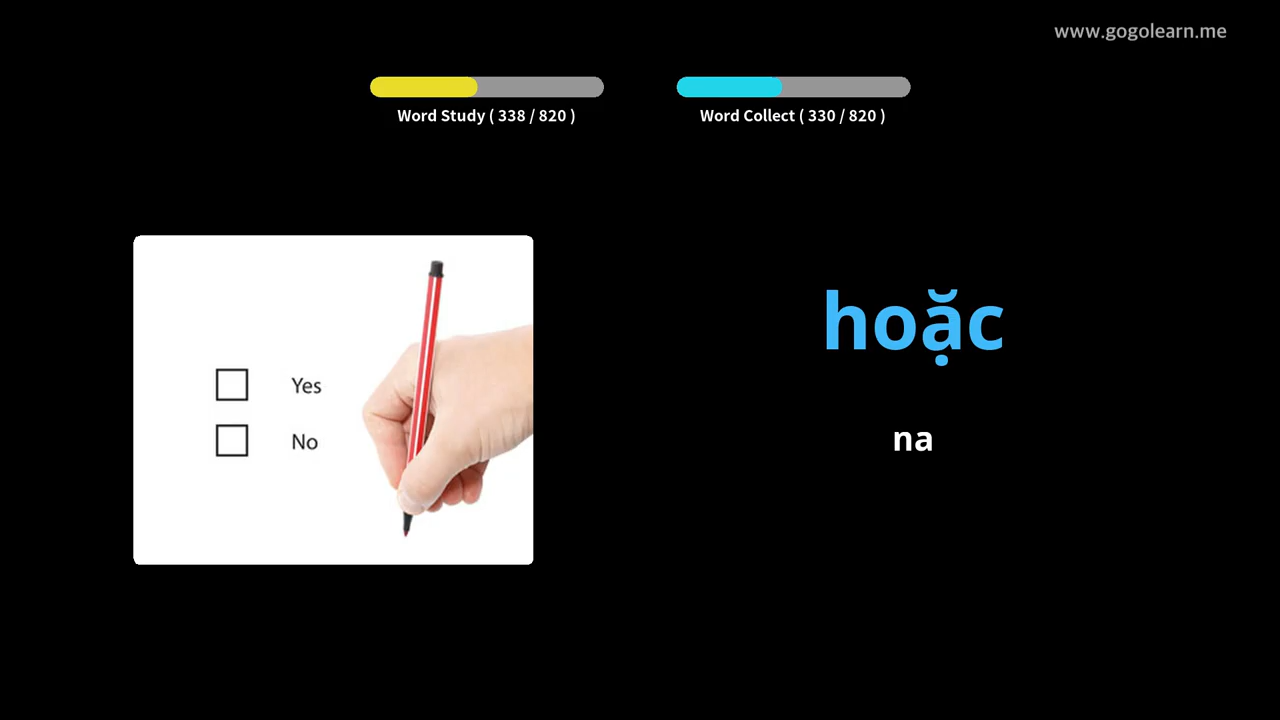 www.gogolearn.me
Word Study ( 338 / 820 )
Word Collect ( 330 / 820 )
Yes
No
hoặc
na